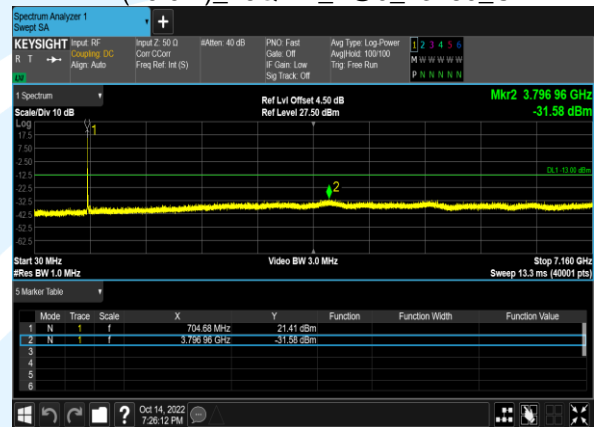 Spectrum Analyzer 1
Swept SA
+
KEYSIGHT Input: RF Input Z: 50 Ω #Atten: 40 dB PNO: Fast Avg Type: Log-Power 1 2 3 4 5 6
R T Coupling: DC Corr CCorr Gate: Off Avg|Hold: 100/100 M W W W W W
Align: Auto Freq Ref: Int (S) IF Gain: Low Trig: Free Run
Sig Track: Off P N N N N N
1 Spectrum Ref Lvl Offset 4.50 dB Mkr2 3.796 96 GHz
Scale/Div 10 dB Ref Level 27.50 dBm -31.58 dBm
Log
17.5
7.50
-2.50
-12.5
-22.5
-32.5
-42.5
-52.5
-62.5
1
DL1 -13.00 dBm
2
Start 30 MHz Video BW 3.0 MHz Stop 7.160 GHz
#Res BW 1.0 MHz Sweep 13.3 ms (40001 pts)
5 Marker Table
Mode Trace Scale X Y Function Function Width Function Value
1 N 1 f 704.68 MHz 21.41 dBm
2 N 1 f 3.796 96 GHz -31.58 dBm
3
4
5
6
? Oct 14, 2022
7:26:12 PM